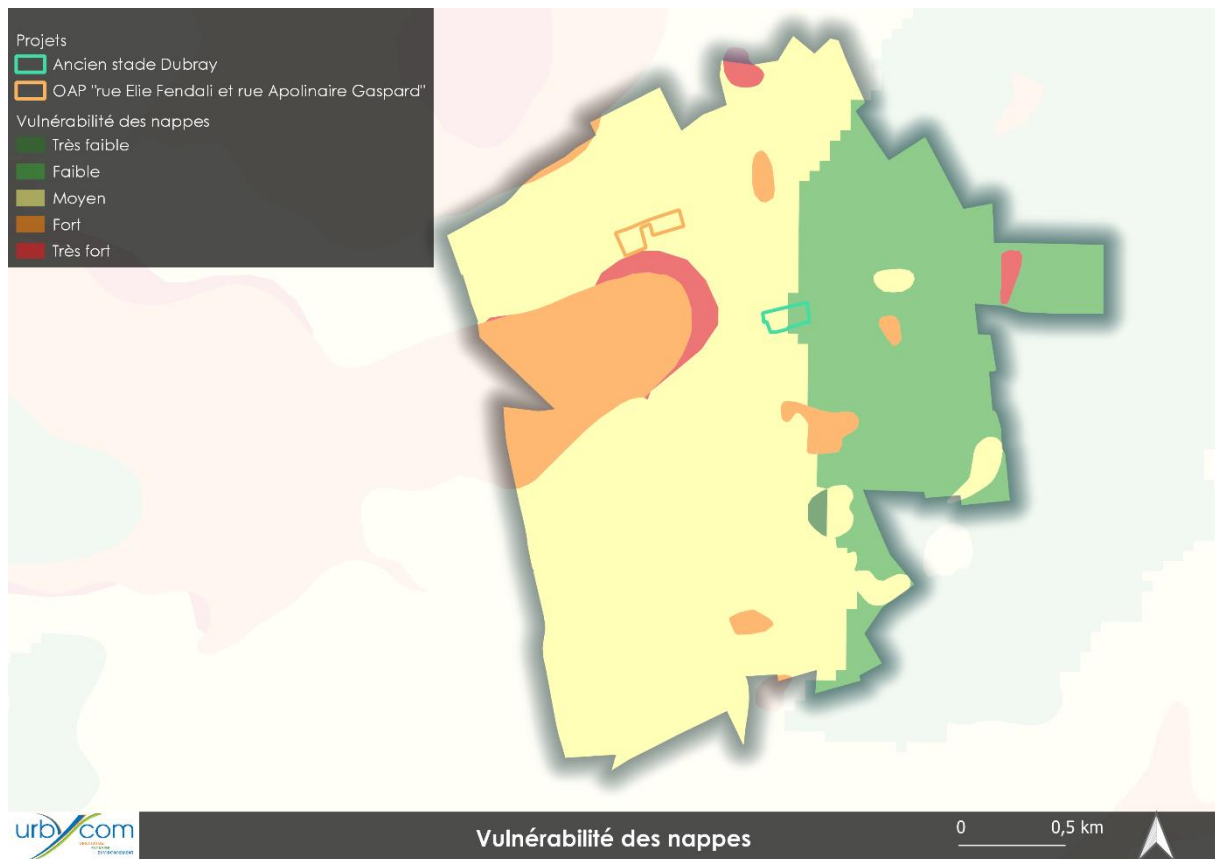 Projets
Ancien stade Dubray
OAP "rue Elie Fendali et rue Apolinaire Gaspard"
Vulnérabilité des nappes
Très faible
Faible
Moyen
Fort
Très fort
urbycom
ENVIRONNEMENT
Vulnérabilité des nappes
0 0,5 km